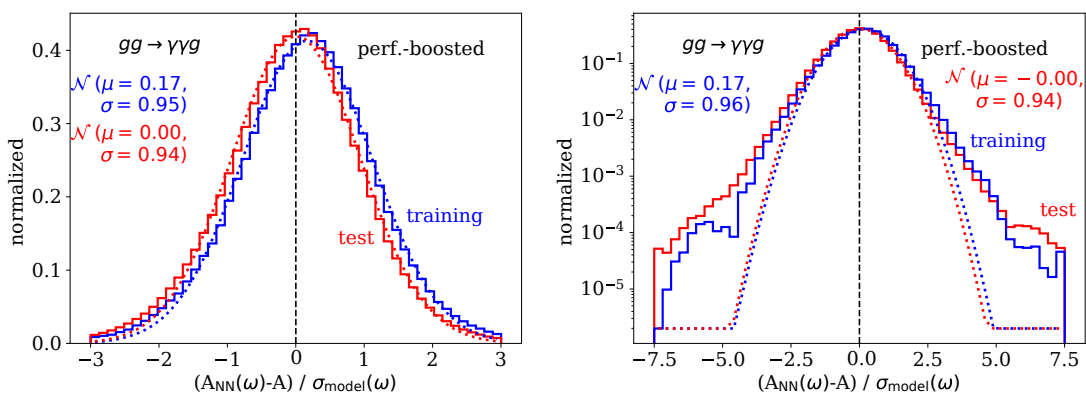 gg → γγg
perf.-boosted
𝒩 (μ = 0.17,
σ = 0.95)
𝒩 (μ = 0.00,
σ = 0.94)
training
test
normalized
0.4
0.3
0.2
0.1
0.0
−3 −2 −1 0 1 2 3
(A_NN(ω)-A) / σ_model(ω)
gg → γγg
perf.-boosted
𝒩 (μ = 0.17,
σ = 0.96)
𝒩 (μ = − 0.00,
σ = 0.94)
training
test
normalized
10⁻¹
10⁻²
10⁻³
10⁻⁴
10⁻⁵
−7.5 −5.0 −2.5 0.0 2.5 5.0 7.5
(A_NN(ω)-A) / σ_model(ω)